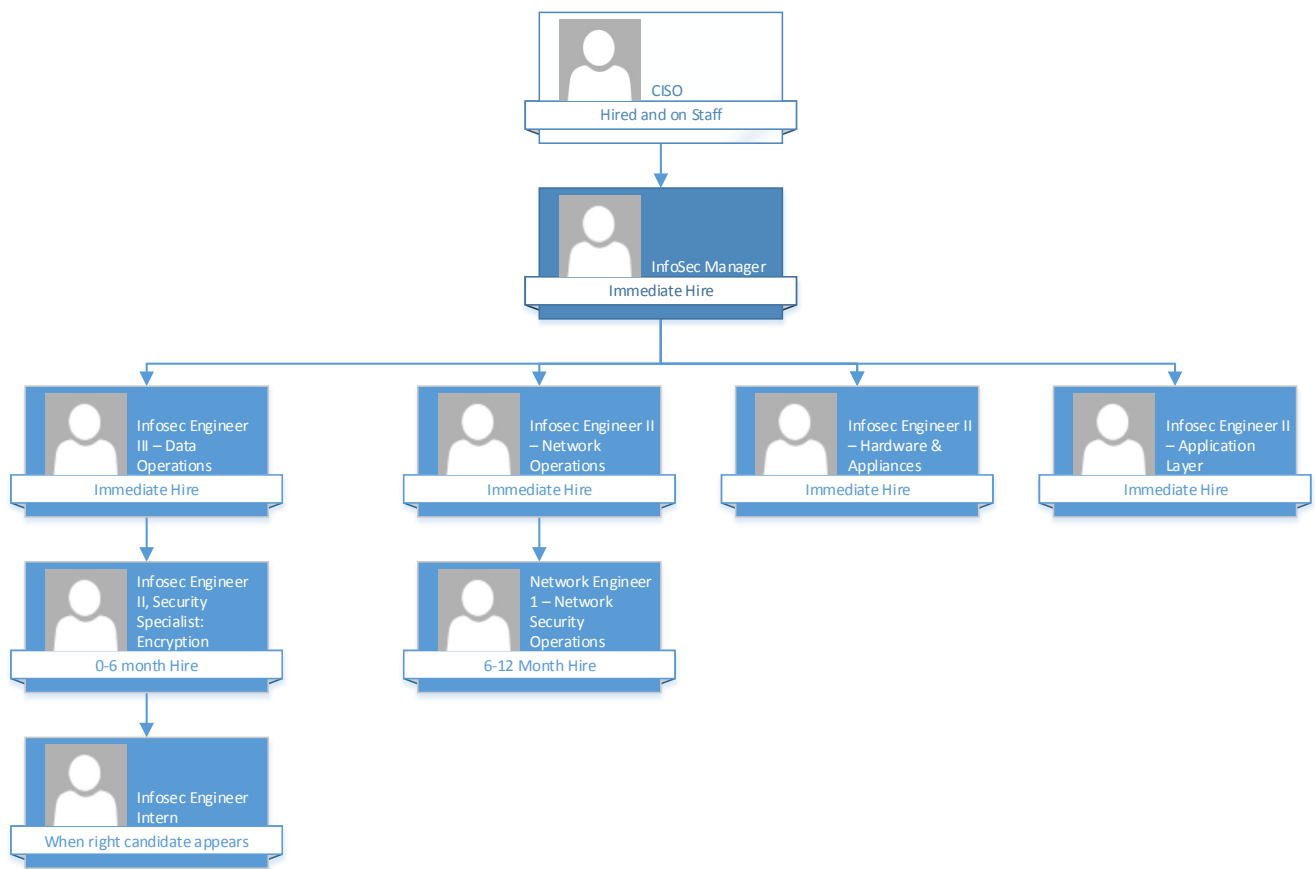 CISO
Hired and on Staff
InfoSec Manager
Immediate Hire
Infosec Engineer
III – Data
Operations
Immediate Hire
Infosec Engineer II
– Network
Operations
Immediate Hire
Infosec Engineer II
– Hardware &
Appliances
Immediate Hire
Infosec Engineer II
– Application
Layer
Immediate Hire
Infosec Engineer
II, Security
Specialist:
Encryption
0-6 month Hire
Network Engineer
1 – Network
Security
Operations
6-12 Month Hire
Infosec Engineer
Intern
When right candidate appears